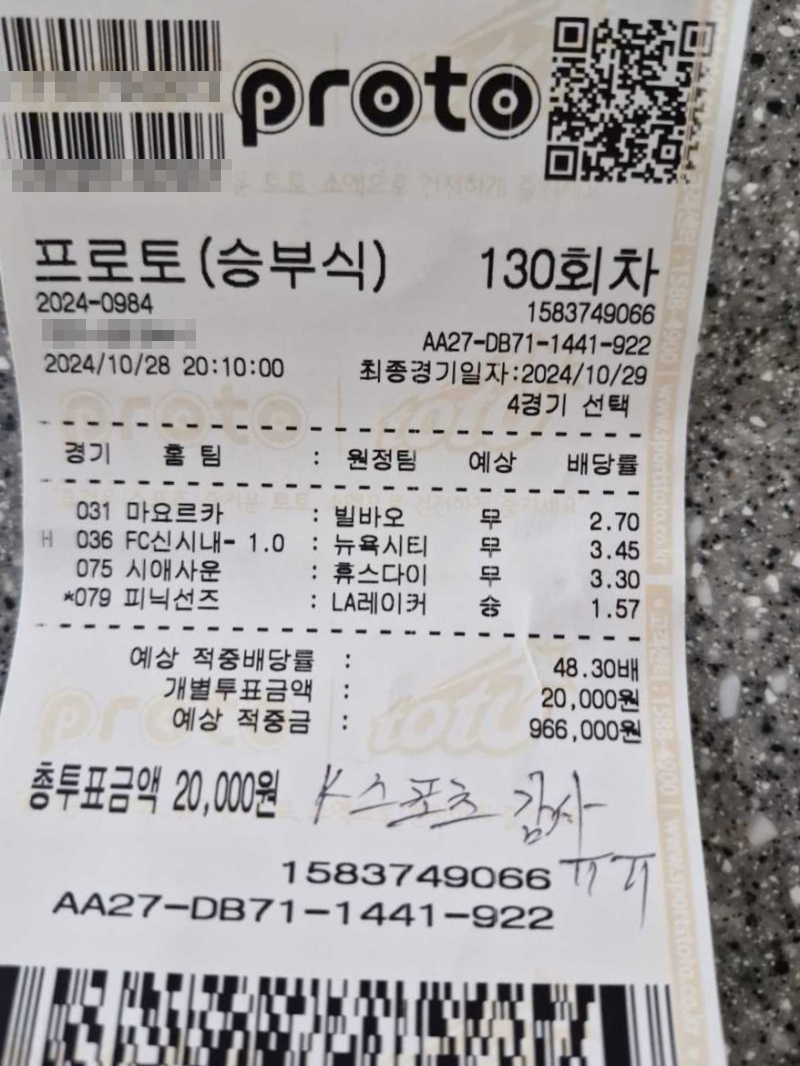 proto
프로토(승부식) 130회차
2024-0984
1583749066
AA27-DB71-1441-922
2024/10/28 20:10:00
최종경기일자:2024/10/29
4경기 선택
경기 홈팀 : 원정팀 예상 배당률
031 마요르카 : 빌바오 무 2.70
H 036 FC신시내- 1.0 : 뉴욕시티 무 3.45
075 시애사운 : 휴스다이 무 3.30
*079 피닉선즈 : LA레이커 승 1.57
예상 적중배당률 : 48.30배
개별투표금액 : 20,000원
예상 적중금 : 966,000원
총투표금액 20,000원
K스포츠 감사
ㅠㅠ
1583749066
AA27-DB71-1441-922